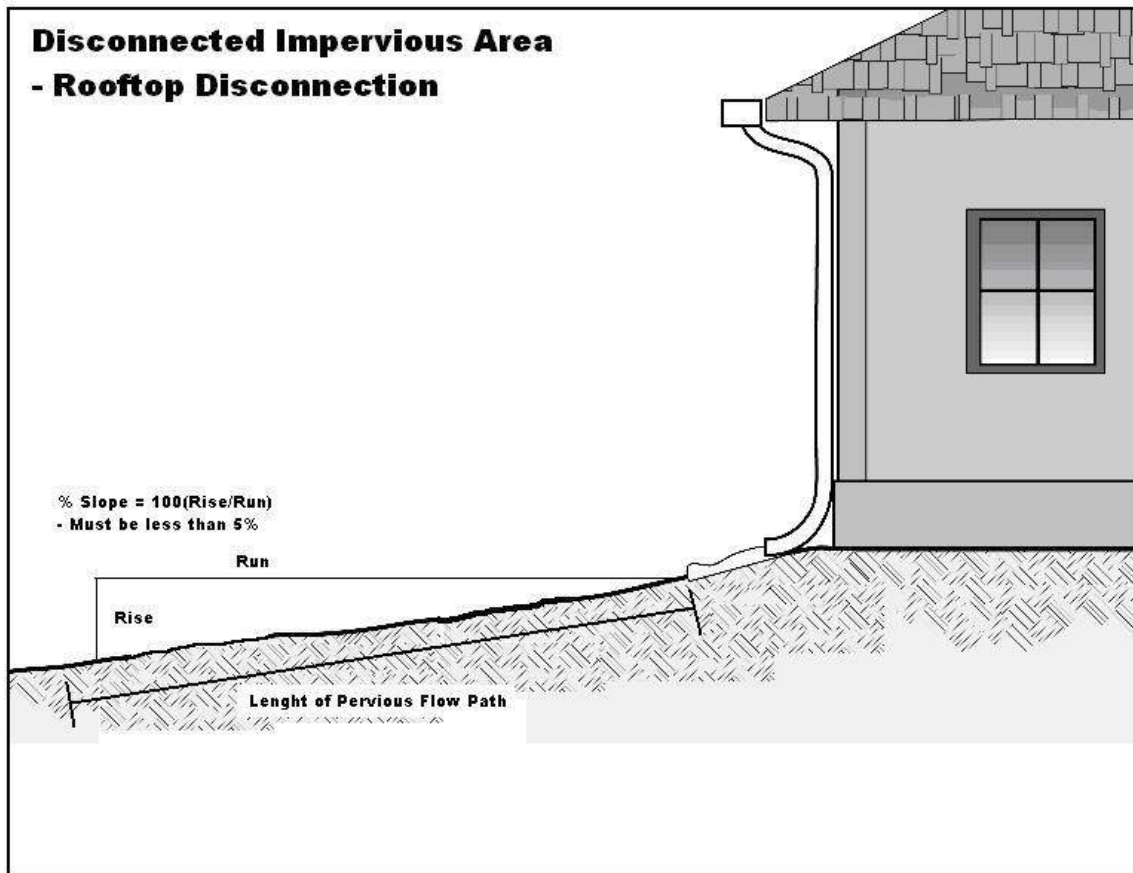 Disconnected Impervious Area
- Rooftop Disconnection
% Slope = 100(Rise/Run)
- Must be less than 5%
Run
Rise
Lenght of Pervious Flow Path